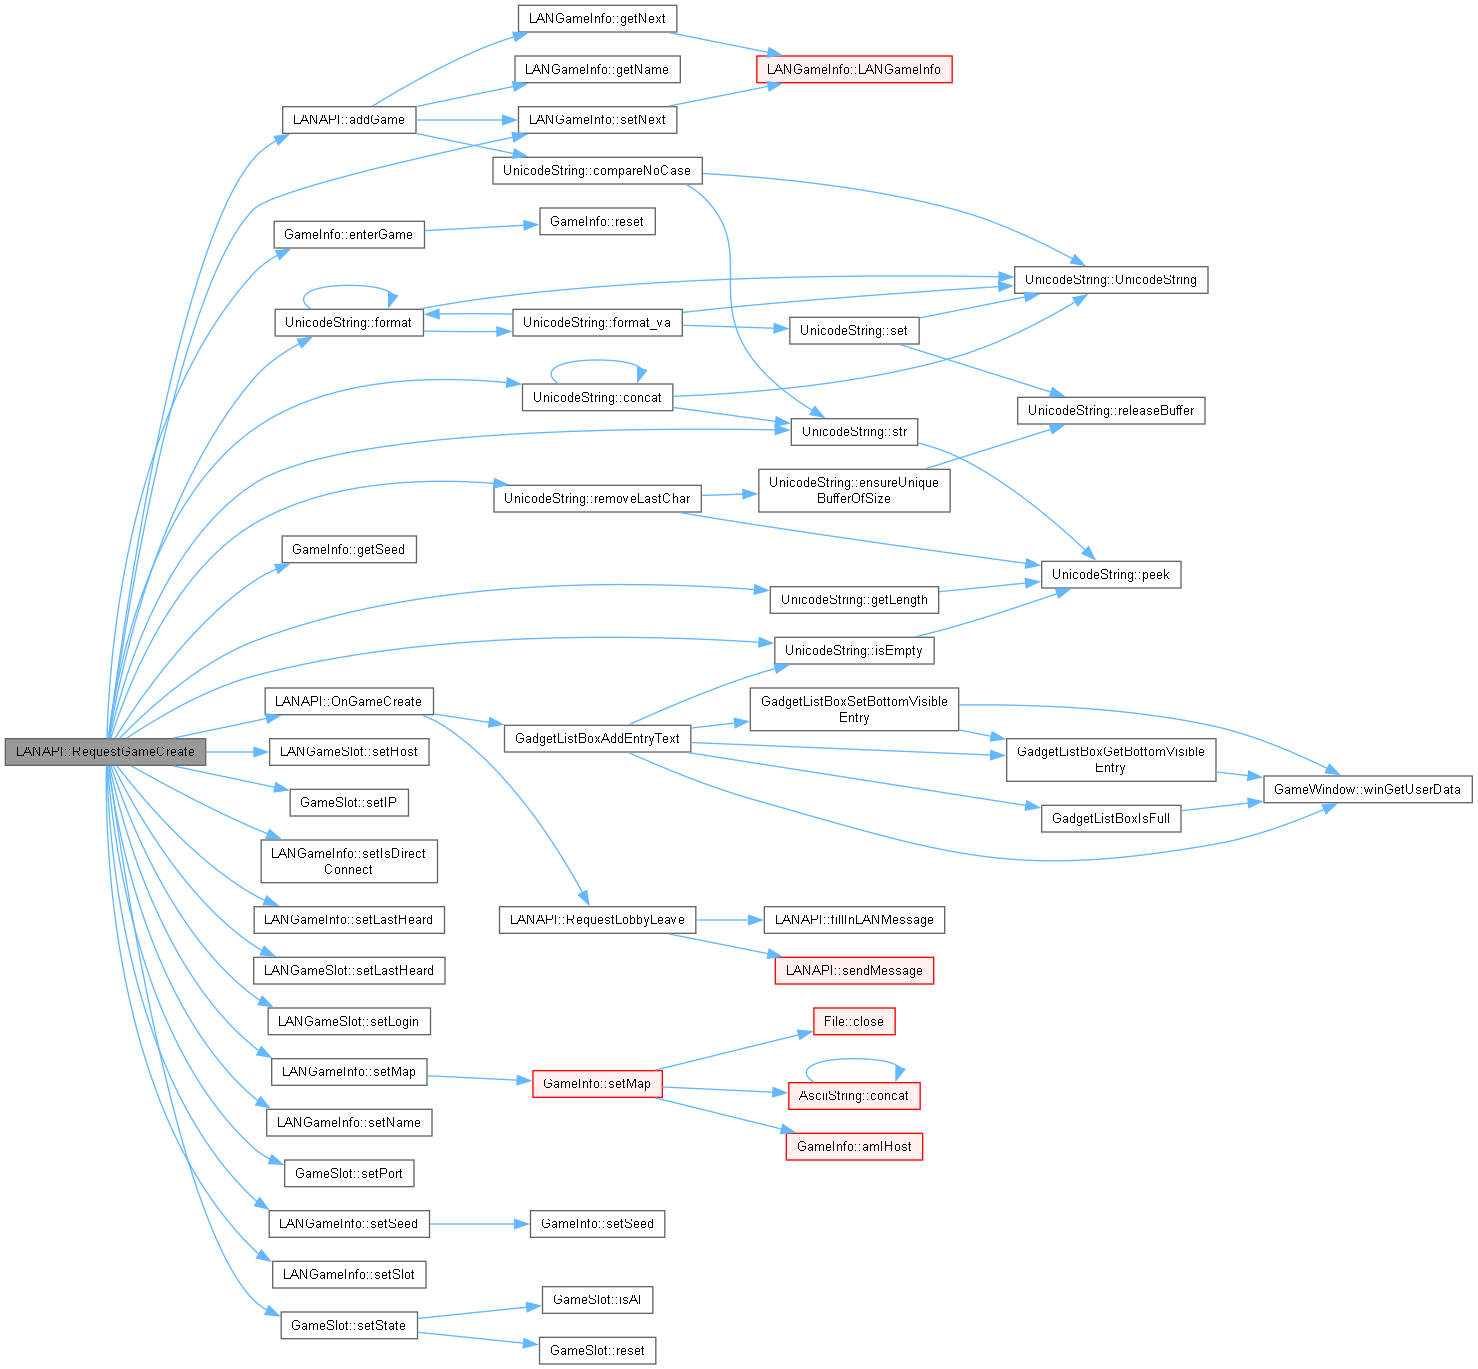 LANGameInfo::getNext
LANGameInfo::LANGameInfo
LANGameInfo::getName
LANAPI::addGame
LANGameInfo::setNext
UnicodeString::compareNoCase
GameInfo::enterGame
GameInfo::reset
UnicodeString::UnicodeString
UnicodeString::format
UnicodeString::format_va
UnicodeString::set
UnicodeString::concat
UnicodeString::releaseBuffer
UnicodeString::str
UnicodeString::removeLastChar
UnicodeString::ensureUnique
BufferOfSize
GameInfo::getSeed
UnicodeString::peek
UnicodeString::getLength
UnicodeString::isEmpty
LANAPI::OnGameCreate
GadgetListBoxSetBottomVisible
Entry
GadgetListBoxAddEntryText
LANAPI::RequestGameCreate
LANGameSlot::setHost
GadgetListBoxGetBottomVisible
Entry
GameWindow::winGetUserData
GameSlot::setIP
GadgetListBoxIsFull
LANGameInfo::setIsDirect
Connect
LANGameInfo::setLastHeard
LANAPI::RequestLobbyLeave
LANAPI::fillInLANMessage
LANGameSlot::setLastHeard
LANAPI::sendMessage
LANGameSlot::setLogin
File::close
LANGameInfo::setMap
GameInfo::setMap
AsciiString::concat
LANGameInfo::setName
GameInfo::amIHost
GameSlot::setPort
LANGameInfo::setSeed
GameInfo::setSeed
LANGameInfo::setSlot
GameSlot::isAI
GameSlot::setState
GameSlot::reset